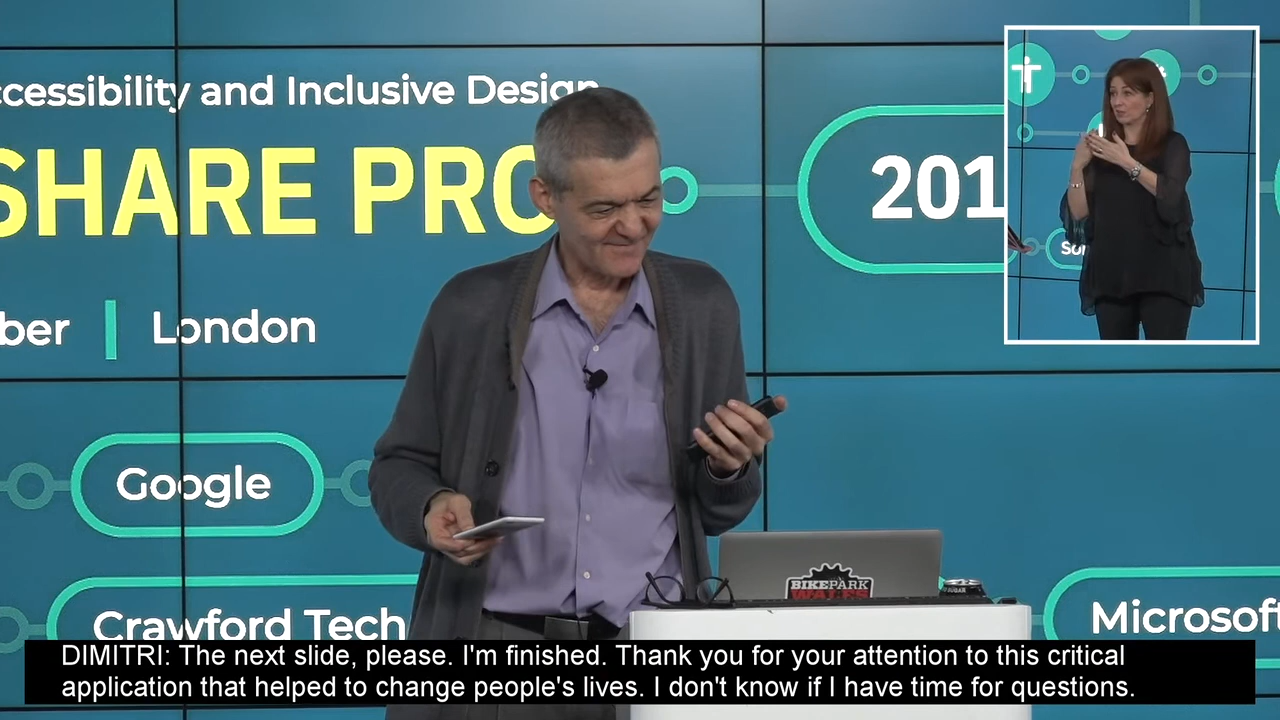 ccessibility and Inclusive Design
SHARE PRO
201
ber | London
Google
Crawford Tech
Microsoft
BIKEPARK
WALES
DIMITRI: The next slide, please. I'm finished. Thank you for your attention to this critical
application that helped to change people's lives. I don't know if I have time for questions.